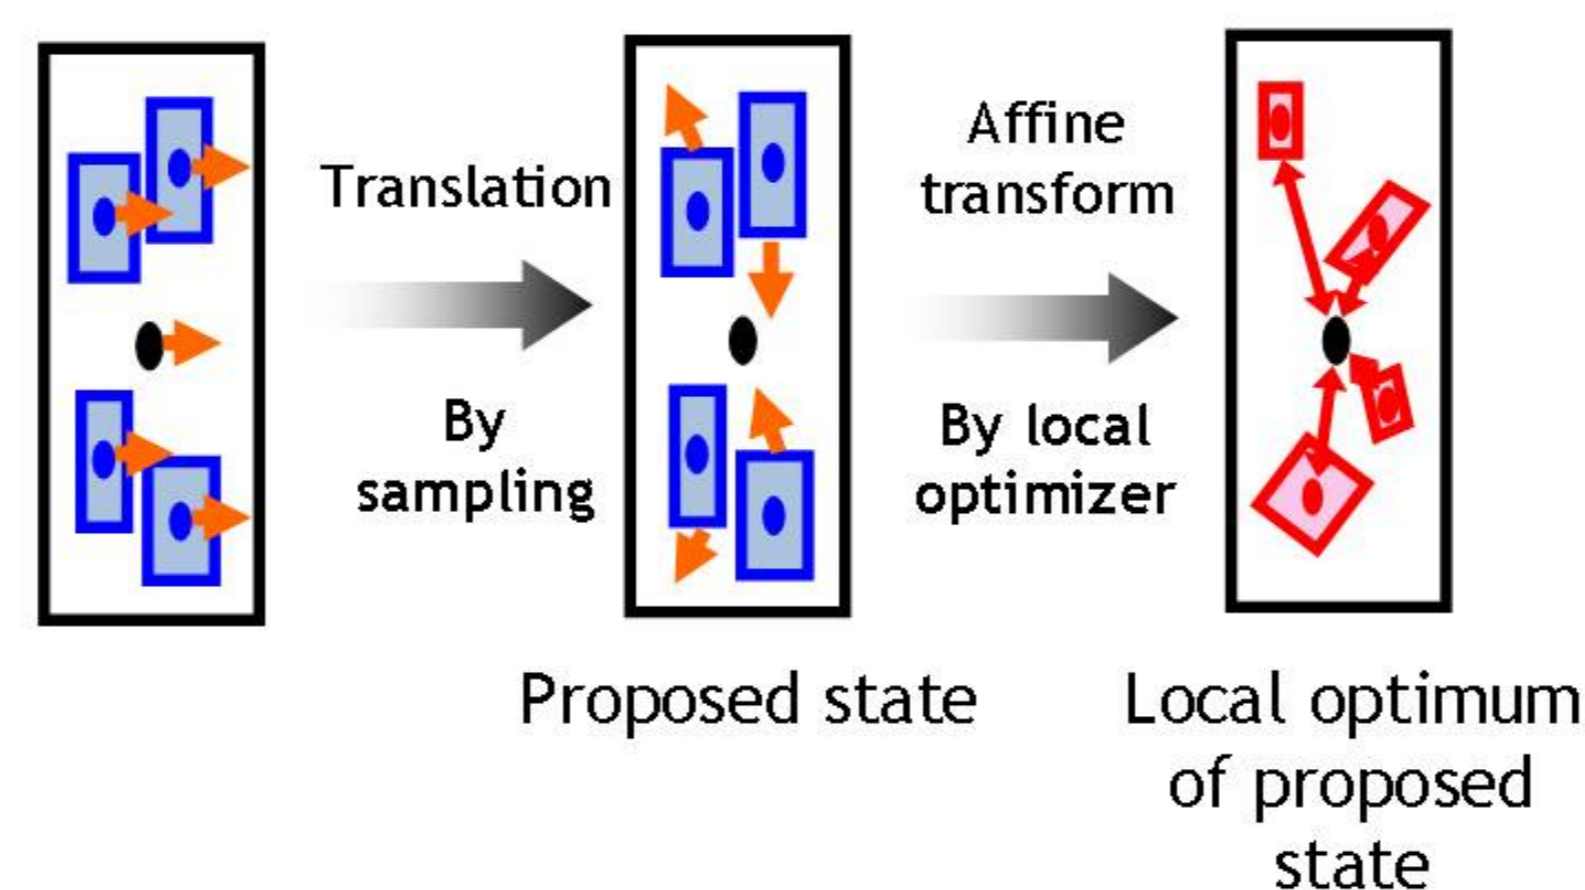 Translation
By
sampling
Affine
transform
By local
optimizer
Proposed state
Local optimum
of proposed
state